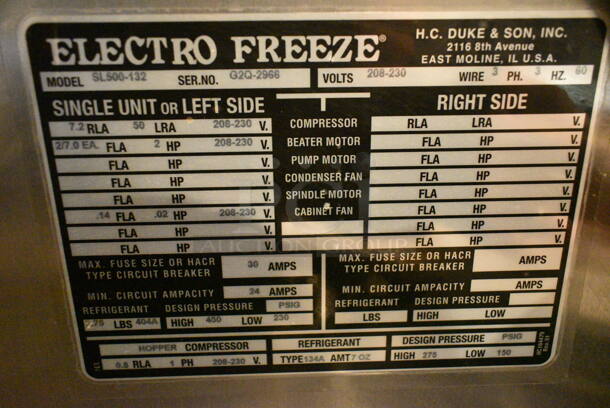 ELECTRO FREEZE®
H.C. DUKE & SON, INC.
2116 8th Avenue
EAST MOLINE, IL U.S.A.
MODEL SL500-132 SER.NO. G2Q-2966 VOLTS 208-230 WIRE 3 PH. 3 HZ. 60
SINGLE UNIT OR LEFT SIDE RIGHT SIDE
7.2 RLA 50 LRA 208-230 V. COMPRESSOR RLA LRA V.
2/7.0 EA. FLA 2 HP 208-230 V. BEATER MOTOR FLA HP V.
FLA HP V. PUMP MOTOR FLA HP V.
FLA HP V. CONDENSER FAN FLA HP V.
FLA HP V. SPINDLE MOTOR FLA HP V.
.14 FLA .02 HP 208-230 V. CABINET FAN FLA HP V.
FLA HP V. FLA HP V.
FLA HP V. FLA HP V.
AUCTION GROUP
MAX. FUSE SIZE OR HACR TYPE CIRCUIT BREAKER 30 AMPS MAX. FUSE SIZE OR HACR TYPE CIRCUIT BREAKER AMPS
MIN. CIRCUIT AMPACITY 24 AMPS MIN. CIRCUIT AMPACITY AMPS
REFRIGERANT DESIGN PRESSURE PSIG REFRIGERANT DESIGN PRESSURE
LBS 404A HIGH 450 LOW 230 LBS HIGH LOW
HOPPER COMPRESSOR REFRIGERANT DESIGN PRESSURE PSIG
RLA 1 PH 208-230 V. TYPE 134A AMT 7 OZ HIGH 275 LOW 150